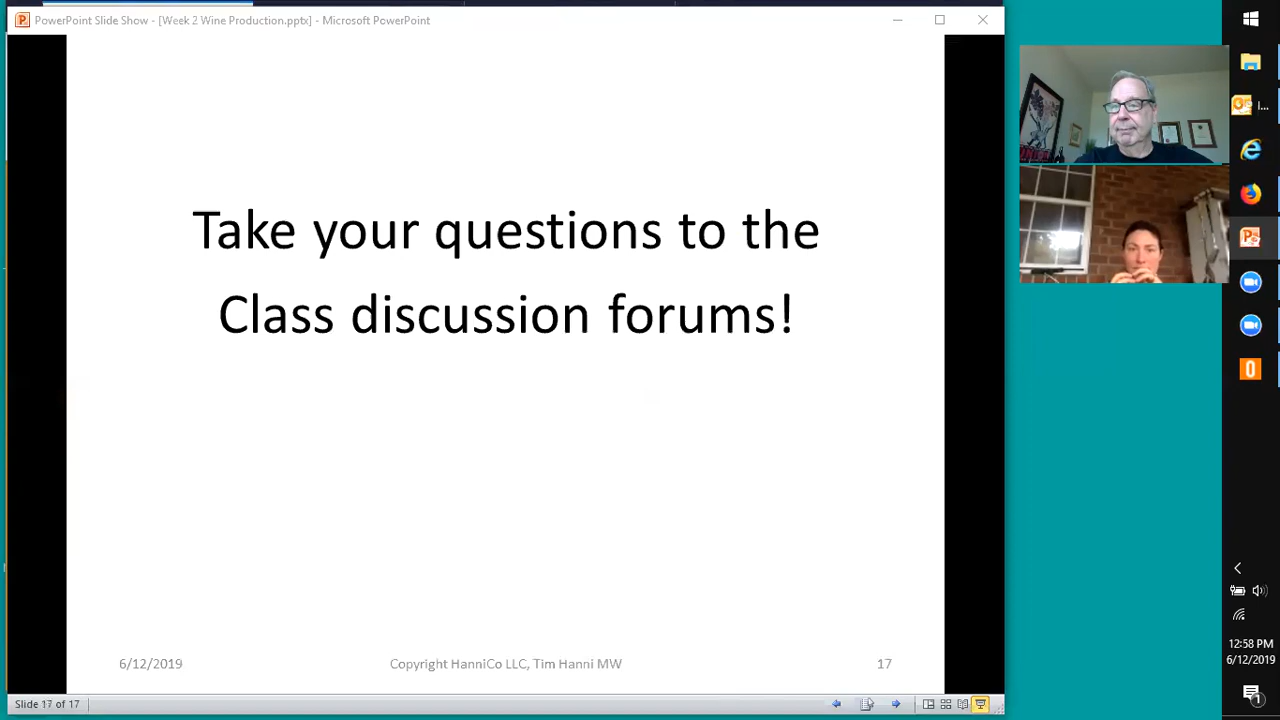 PowerPoint Slide Show - [Week 2 Wine Production.pptx] - Microsoft PowerPoint
Take your questions to the
Class discussion forums!
6/12/2019
Copyright HanniCo LLC, Tim Hanni MW
17
Slide 17 of 17
I...
12:58 PM
6/12/2019
1